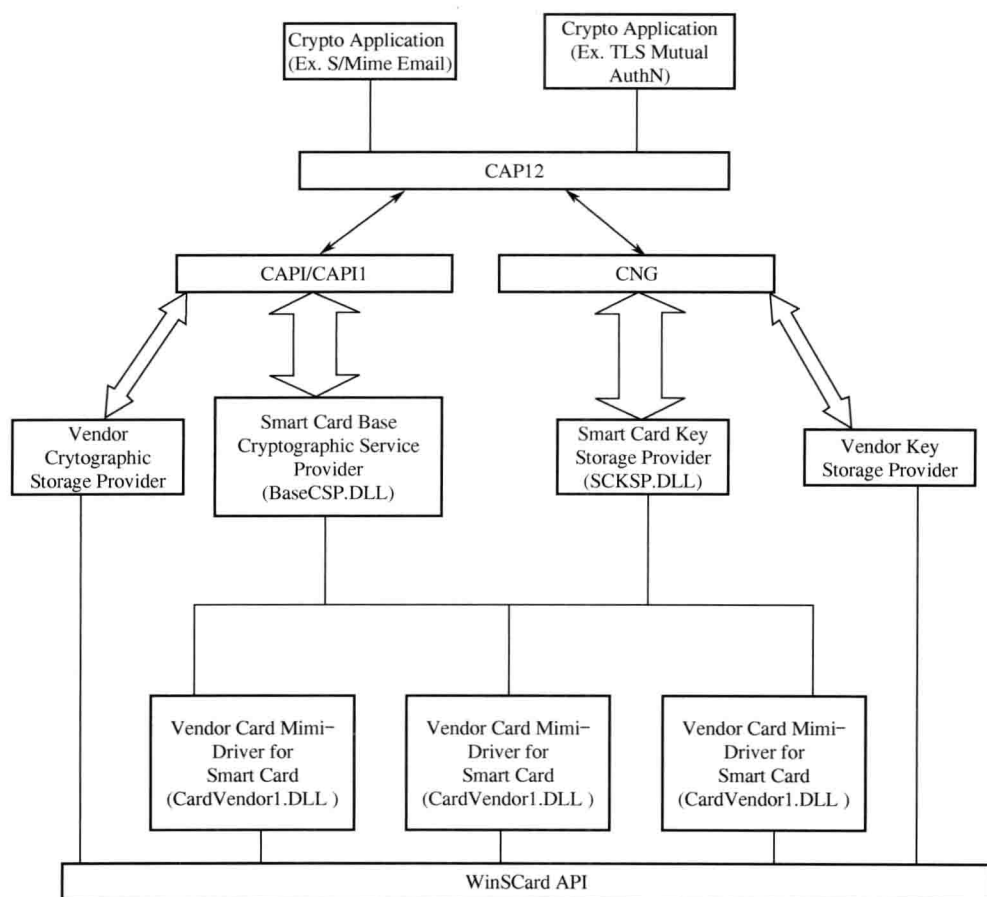 Crypto Application
(Ex. S/Mime Email)
Crypto Application
(Ex. TLS Mutual
AuthN)
CAP12
CAPI/CAPI1
CNG
Vendor
Crytographic
Storage Provider
Smart Card Base
Cryptographic Service
Provider
(BaseCSP.DLL)
Smart Card Key
Storage Provider
(SCKSP.DLL)
Vendor Key
Storage Provider
Vendor Card Mimi-
Driver for
Smart Card
(CardVendor1.DLL )
Vendor Card Mimi-
Driver for
Smart Card
(CardVendor1.DLL )
Vendor Card Mimi-
Driver for
Smart Card
(CardVendor1.DLL )
WinSCard API